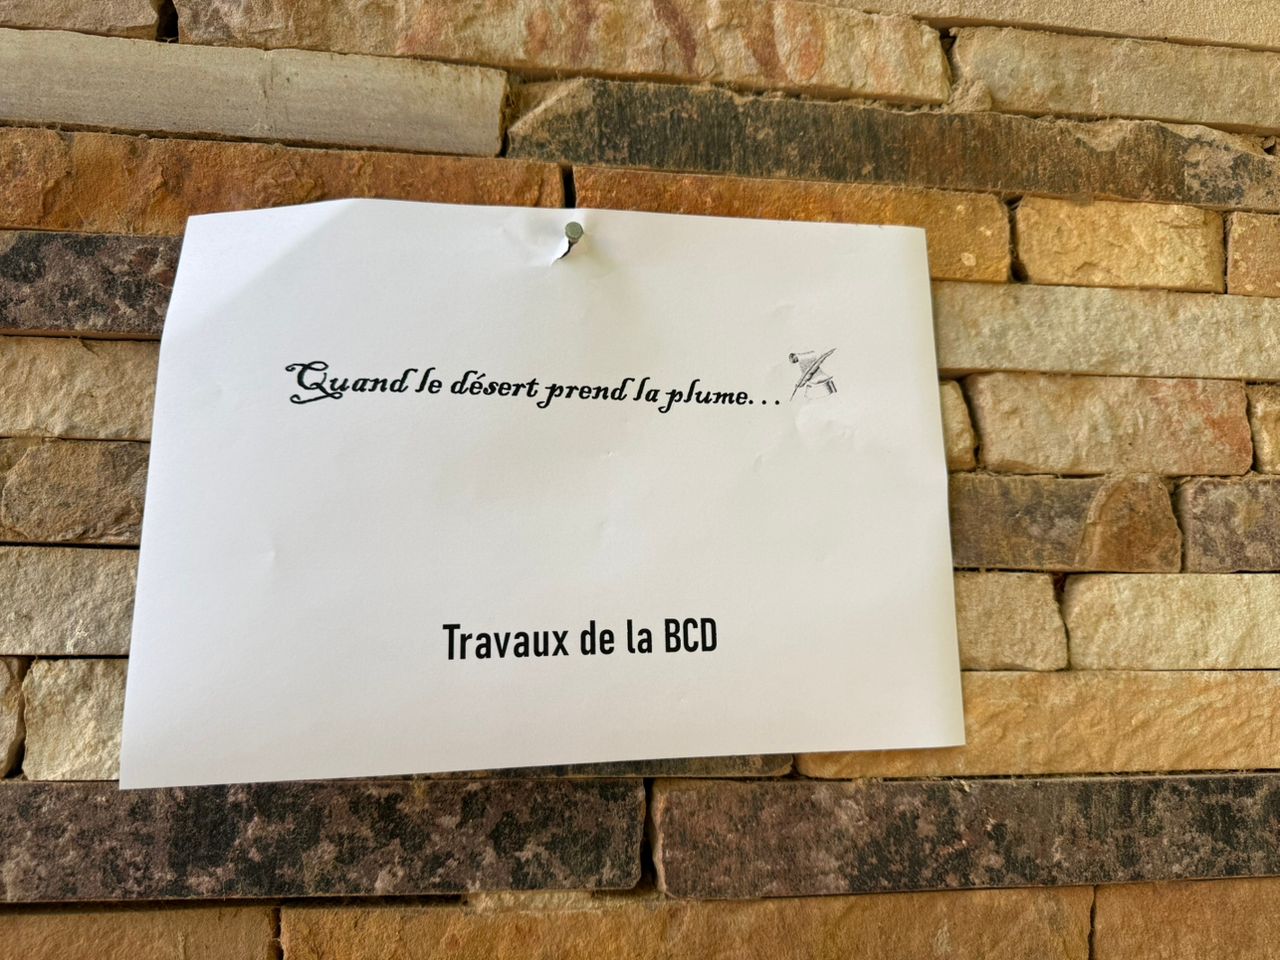 Quand le désert prend la plume...
Travaux de la BCD